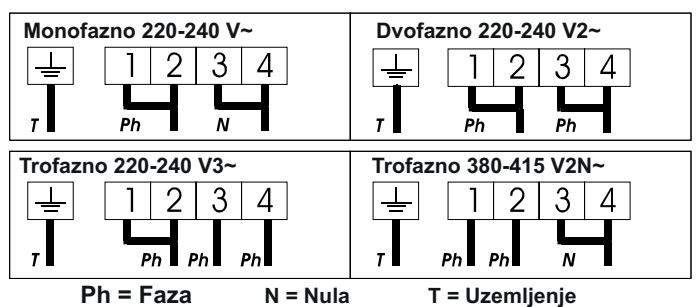 Monofazno 220-240 V~
1 2 3 4
T Ph N
Dvofazno 220-240 V2~
1 2 3 4
T Ph Ph
Trofazno 220-240 V3~
1 2 3 4
T Ph Ph Ph
Trofazno 380-415 V2N~
1 2 3 4
T Ph Ph N
Ph = Faza N = Nula T = Uzemljenje